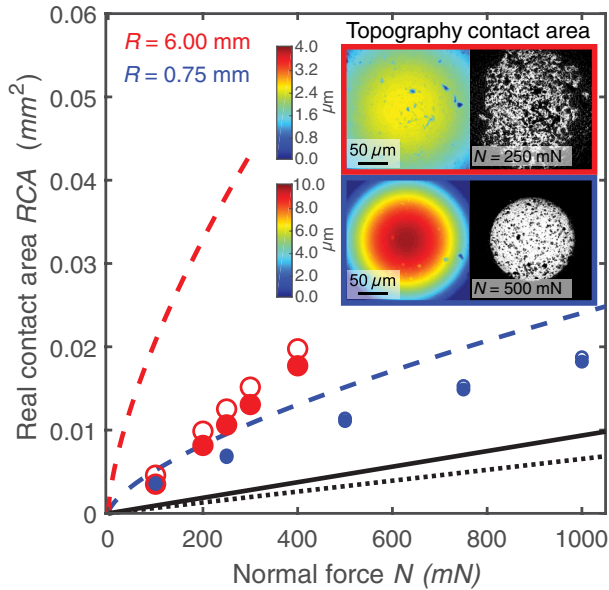 0.06
0.05
0.04
0.03
0.02
0.01
0
Real contact area RCA (mm²)
R = 6.00 mm
R = 0.75 mm
Topography contact area
4.0
2.8
1.6
1.2
0.8
0.0
μm
50 μm
N = 250 mN
10.0
8.0
6.0
4.0
2.0
0.0
μm
50 μm
N = 500 mN
0
200
400
600
800
1000
Normal force N (mN)